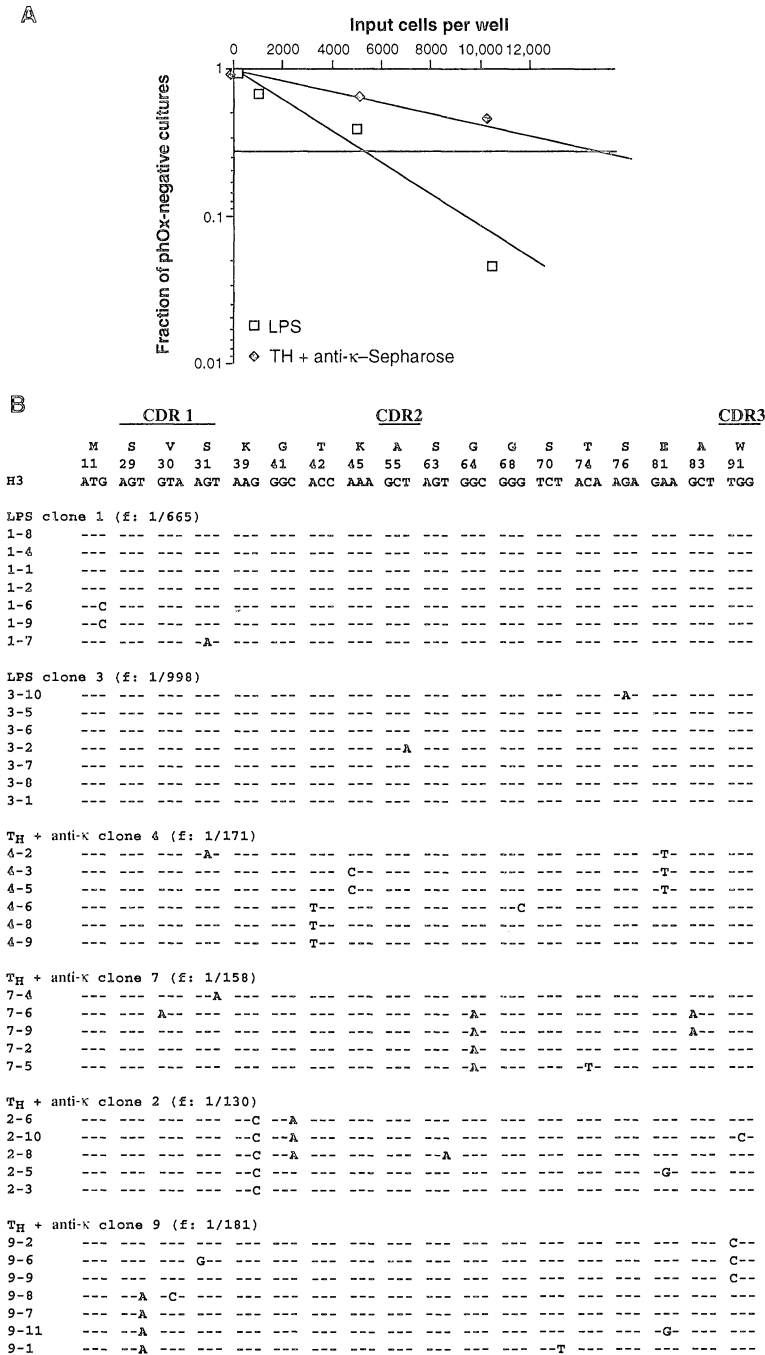 A
Input cells per well
0 2000 4000 6000 8000 10,000 12,000
1
0.1
0.01
Fraction of phOx-negative cultures
LPS
TH + anti-κ–Sepharose
B
CDR 1 CDR2 CDR3
M S V S K G T K A S G G S T S E A W
11 29 30 31 39 41 42 45 55 63 64 68 70 74 76 81 83 91
H3 ATG AGT GTA AGT AAG GGC ACC AAA GCT AGT GGC GGG TCT ACA AGA GAA GCT TGG
LPS clone 1 (f: 1/665)
1-8 --- --- --- --- --- --- --- --- --- --- --- --- --- --- --- --- --- ---
1-4 --- --- --- --- --- --- --- --- --- --- --- --- --- --- --- --- --- ---
1-1 --- --- --- --- --- --- --- --- --- --- --- --- --- --- --- --- --- ---
1-2 --- --- --- --- --- --- --- --- --- --- --- --- --- --- --- --- --- ---
1-6 --C --- --- --- --- --- --- --- --- --- --- --- --- --- --- --- --- ---
1-9 --C --- --- --- --- --- --- --- --- --- --- --- --- --- --- --- --- ---
1-7 --- --- --- -A- --- --- --- --- --- --- --- --- --- --- --- --- --- ---
LPS clone 3 (f: 1/998)
3-10 --- --- --- --- --- --- --- --- --- --- --- --- --- --- -A- --- --- ---
3-5 --- --- --- --- --- --- --- --- --- --- --- --- --- --- --- --- --- ---
3-6 --- --- --- --- --- --- --- --- --- --- --- --- --- --- --- --- --- ---
3-2 --- --- --- --- --- --- --- --- --A --- --- --- --- --- --- --- --- ---
3-7 --- --- --- --- --- --- --- --- --- --- --- --- --- --- --- --- --- ---
3-8 --- --- --- --- --- --- --- --- --- --- --- --- --- --- --- --- --- ---
3-1 --- --- --- --- --- --- --- --- --- --- --- --- --- --- --- --- --- ---
TH + anti-κ clone 4 (f: 1/171)
4-2 --- --- --- -A- --- --- --- --- --- --- --- --- --- --- --- -T- --- ---
4-3 --- --- --- --- --- --- --- C-- --- --- --- --- --- --- --- -T- --- ---
4-5 --- --- --- --- --- --- --- C-- --- --- --- --- --- --- --- -T- --- ---
4-6 --- --- --- --- --- --- T-- --- --- --- --- --C --- --- --- --- --- ---
4-8 --- --- --- --- --- --- T-- --- --- --- --- --- --- --- --- --- --- ---
4-9 --- --- --- --- --- --- T-- --- --- --- --- --- --- --- --- --- --- ---
TH + anti-κ clone 7 (f: 1/158)
7-4 --- --- --- --A --- --- --- --- --- --- --- --- --- --- --- --- --- ---
7-6 --- --- A-- --- --- --- --- --- --- --- -A- --- --- --- --- --- A-- ---
7-9 --- --- --- --- --- --- --- --- --- --- -A- --- --- --- --- --- A-- ---
7-2 --- --- --- --- --- --- --- --- --- --- -A- --- --- --- --- --- --- ---
7-5 --- --- --- --- --- --- --- --- --- --- -A- --- --- -T- --- --- --- ---
TH + anti-κ clone 2 (f: 1/130)
2-6 --- --- --- --- --C --A --- --- --- --- --- --- --- --- --- --- --- ---
2-10 --- --- --- --- --C --A --- --- --- --- --- --- --- --- --- --- --- -C-
2-8 --- --- --- --- --C --A --- --- --- --A --- --- --- --- --- --- --- ---
2-5 --- --- --- --- --C --- --- --- --- --- --- --- --- --- --- -G- --- ---
2-3 --- --- --- --- --C --- --- --- --- --- --- --- --- --- --- --- --- ---
TH + anti-κ clone 9 (f: 1/181)
9-2 --- --- --- --- --- --- --- --- --- --- --- --- --- --- --- --- --- C--
9-6 --- --- --- G-- --- --- --- --- --- --- --- --- --- --- --- --- --- C--
9-9 --- --- --- --- --- --- --- --- --- --- --- --- --- --- --- --- --- C--
9-8 --- --A -C- --- --- --- --- --- --- --- --- --- --- --- --- --- --- ---
9-7 --- --A --- --- --- --- --- --- --- --- --- --- --- --- --- --- --- ---
9-11 --- --A --- --- --- --- --- --- --- --- --- --- --- --- --- -G- --- ---
9-1 --- --A --- --- --- --- --- --- --- --- --- --- --T --- --- --- --- ---